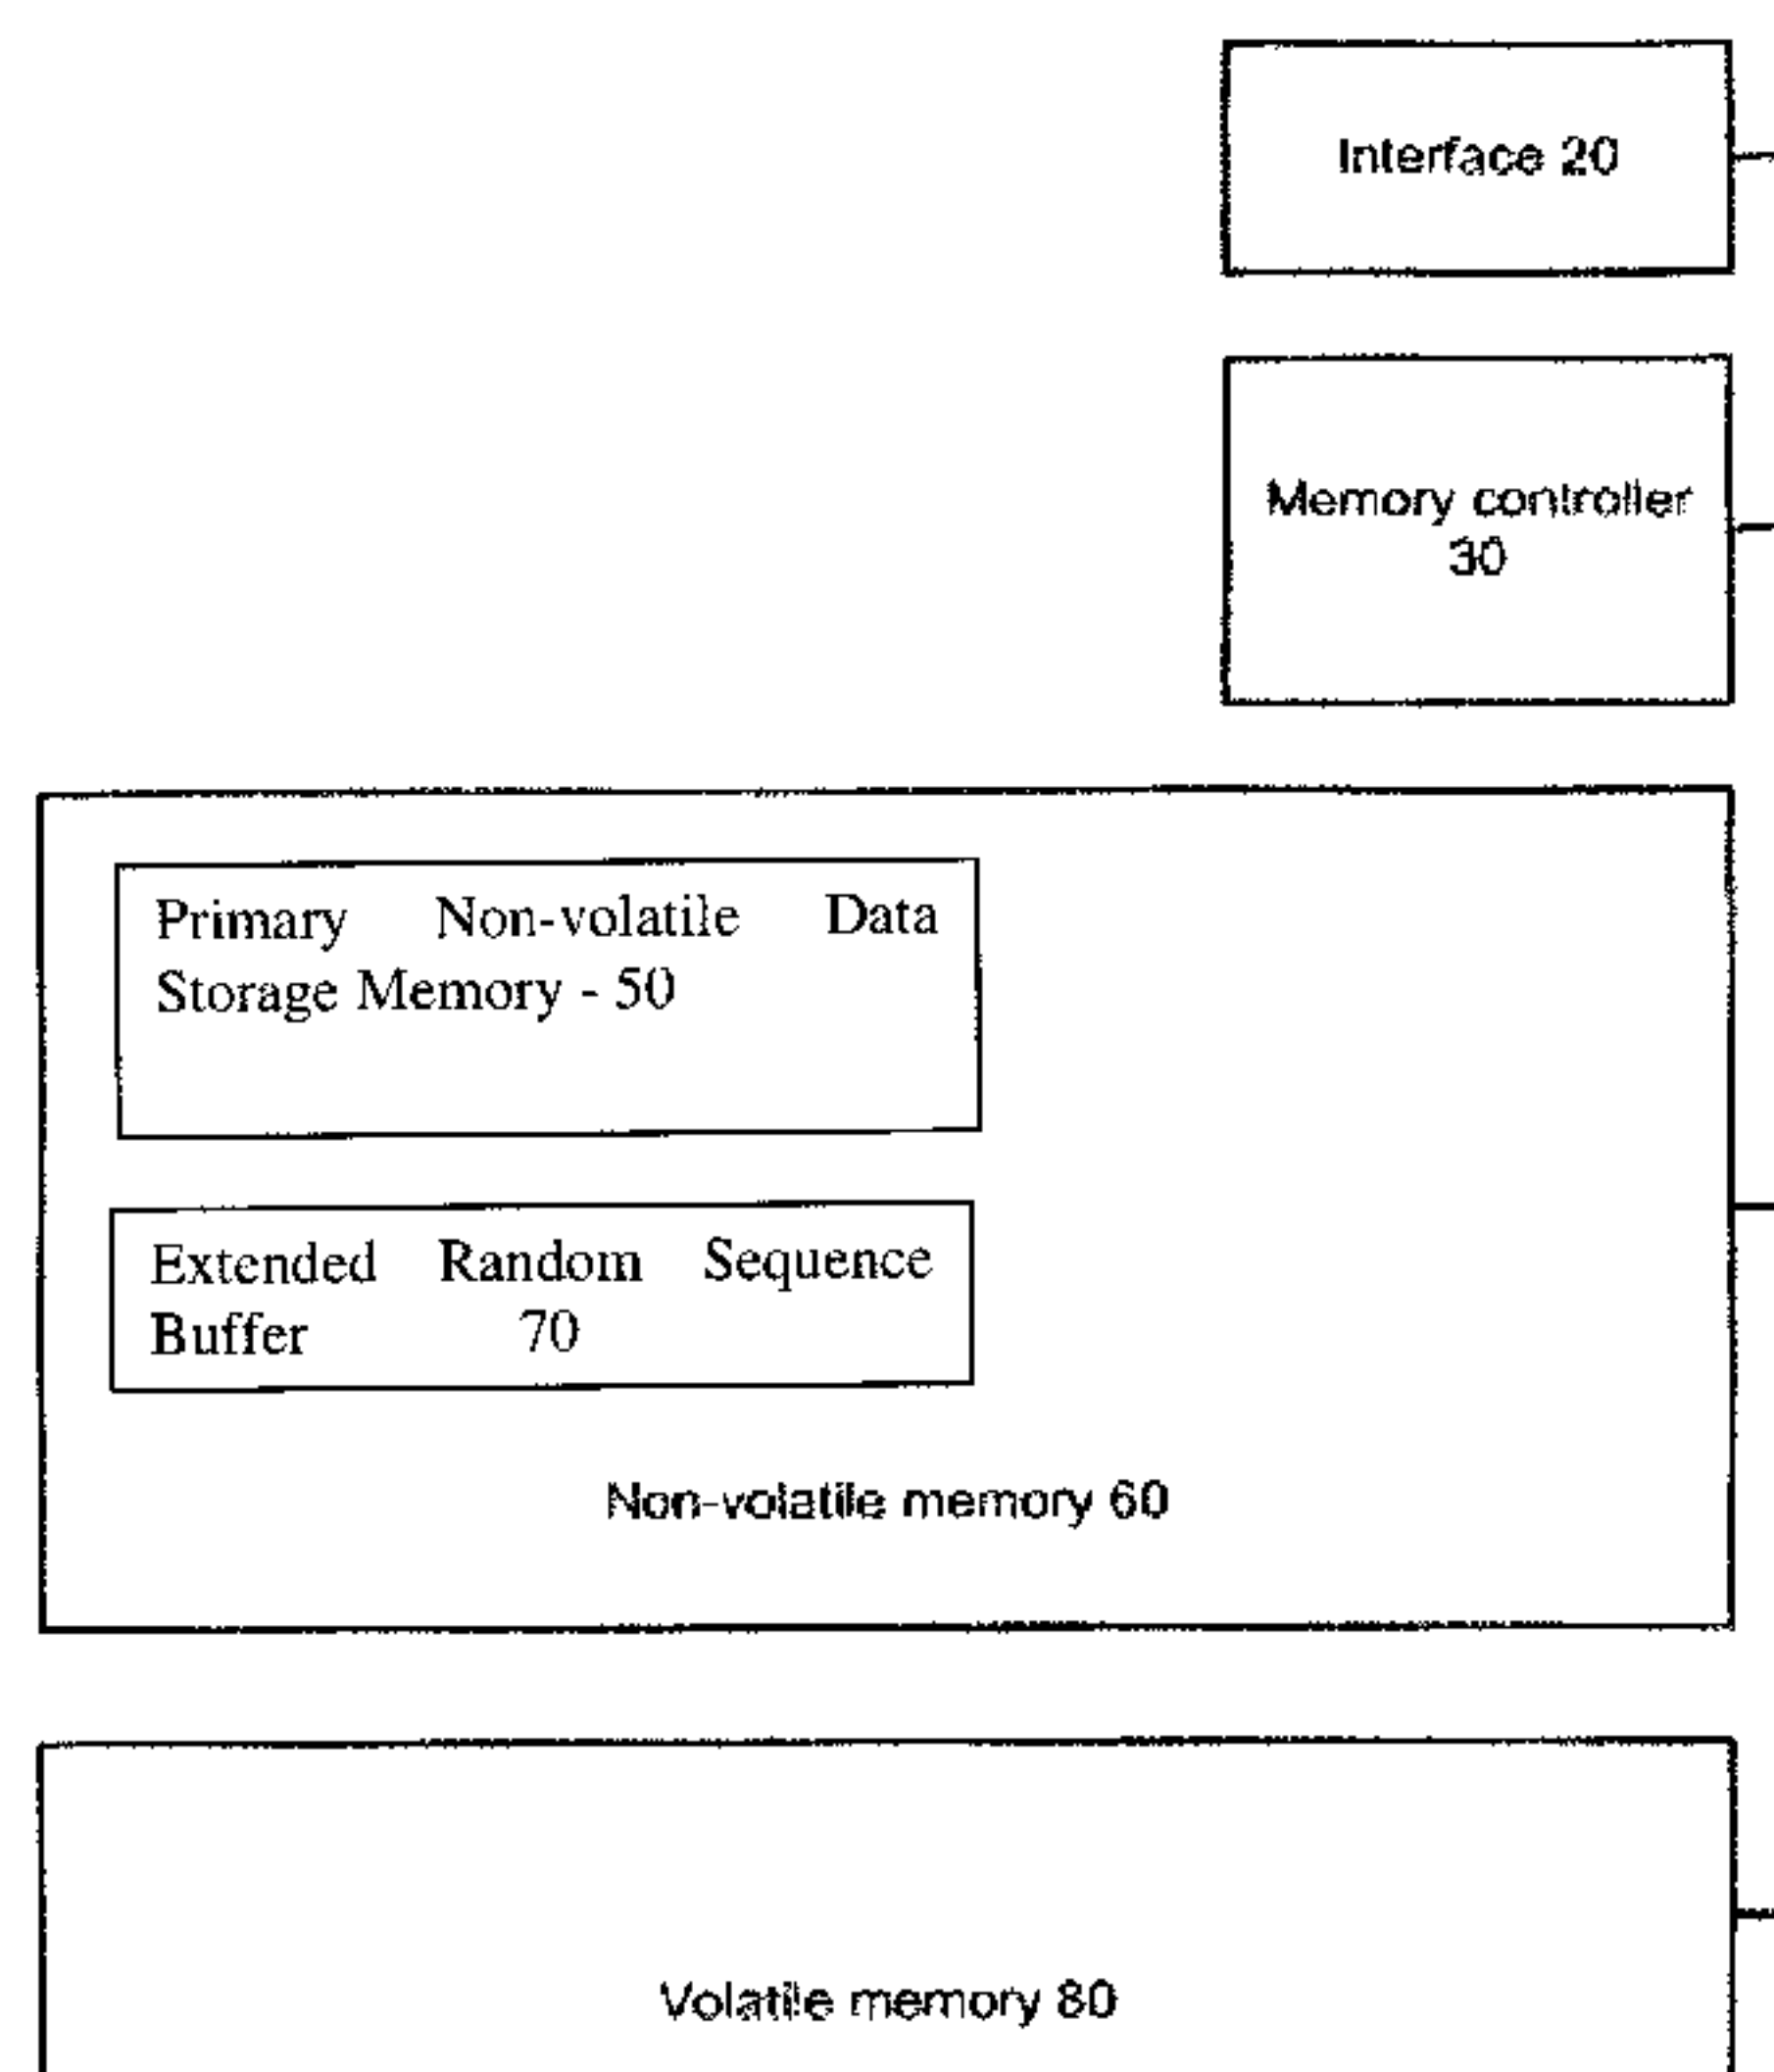 Interface 20
Memory controller
30
Primary Non-volatile Data
Storage Memory - 50
Extended Random Sequence
Buffer 70
Non-volatile memory 60
Volatile memory 80